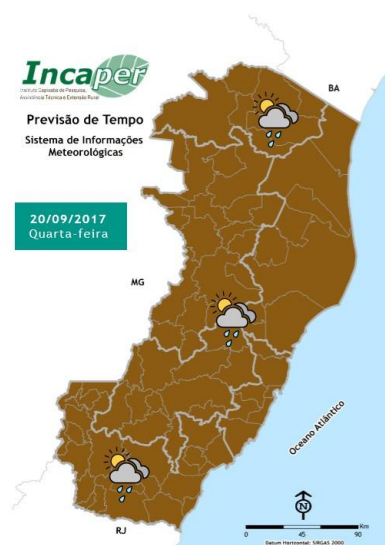 Incaper
Instituto Capixaba de Pesquisa,
Assistência Técnica e Extensão Rural
Previsão de Tempo
Sistema de Informações
Meteorológicas
20/09/2017
Quarta-feira
BA
MG
Oceano Atlântico
RJ
N
Km
0 45 90
Datum Horizontal: SIRGAS 2000